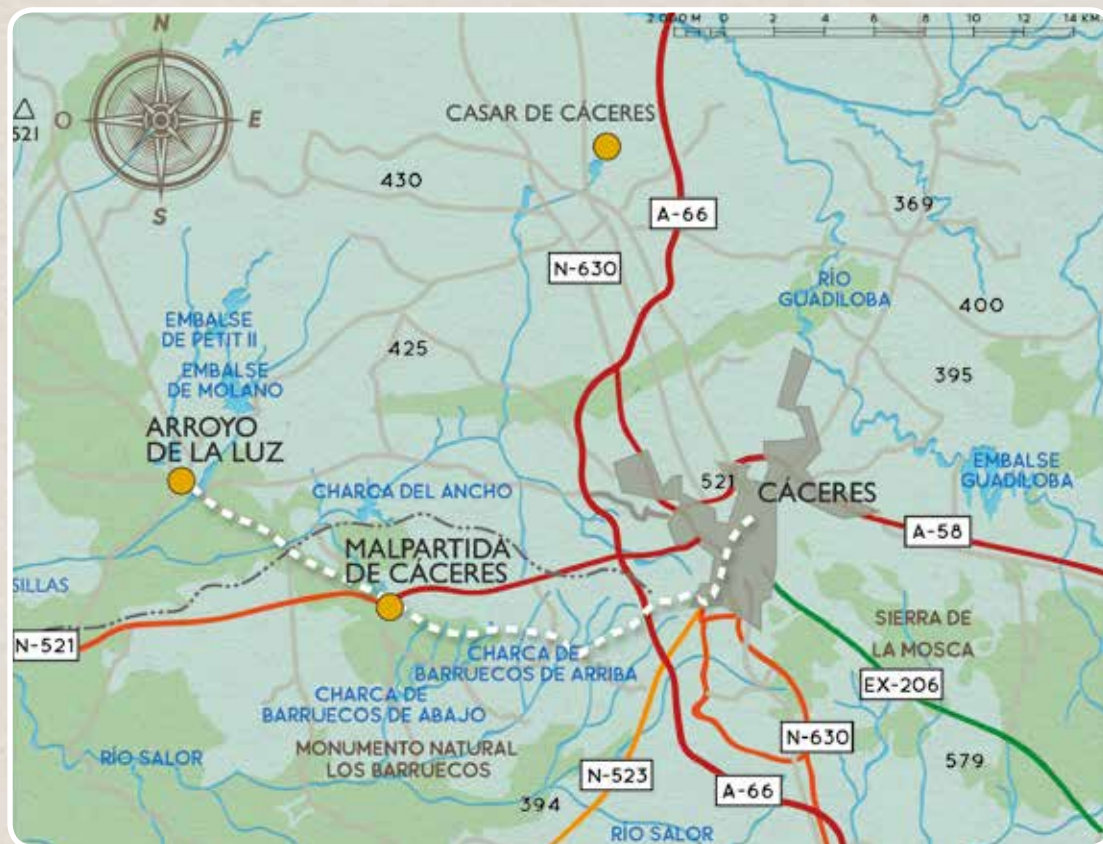 N
O
E
S
2.000 M 0 2 4 6 8 10 12 14 KM.
521
CASAR DE CÁCERES
430
A-66
369
N-630
RÍO
GUADILOBA
400
EMBALSE
DE PETIT II
425
EMBALSE
DE MOLANO
395
ARROYO
DE LA LUZ
521
CÁCERES
EMBALSE
GUADILOBA
CHARCA DEL ANCHO
A-58
MALPARTIDA
DE CÁCERES
SILLAS
N-521
SIERRA DE
LA MOSCA
CHARCA DE
BARRUECOS DE ARRIBA
EX-206
CHARCA DE
BARRUECOS DE ABAJO
MONUMENTO NATURAL
LOS BARRUECOS
N-630
RÍO SALOR
N-523
A-66
579
394
RÍO SALOR